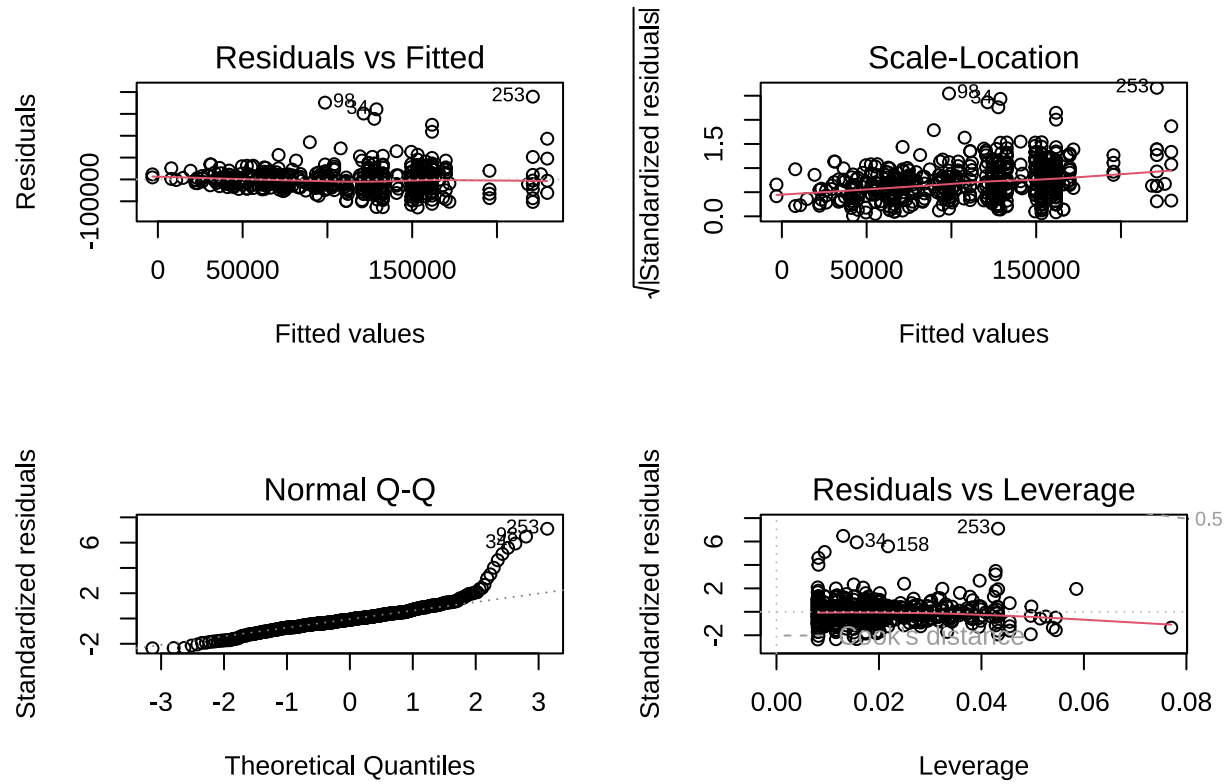 Residuals vs Fitted
Residuals
-100000
98
34
253
0 50000 150000
Fitted values
Scale-Location
√|Standardized residuals|
0.0 1.5
98
34
253
0 50000 150000
Fitted values
Normal Q-Q
Standardized residuals
-2 2 6
253
98
34
-3 -2 -1 0 1 2 3
Theoretical Quantiles
Residuals vs Leverage
Standardized residuals
-2 2 6
34
158
253
0.5
Cook's distance
0.00 0.02 0.04 0.06 0.08
Leverage